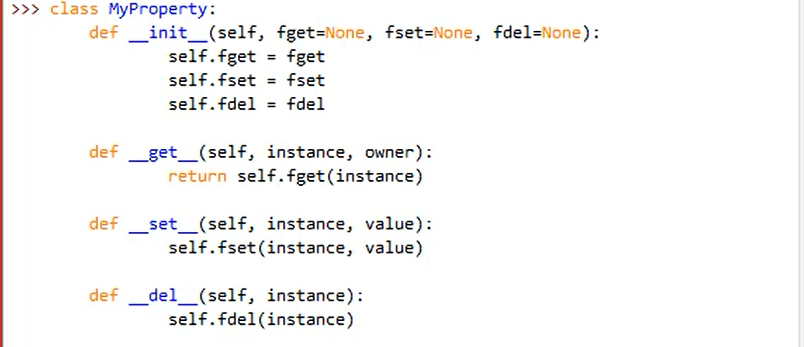 >>> class MyProperty:
        def __init__(self, fget=None, fset=None, fdel=None):
                self.fget = fget
                self.fset = fset
                self.fdel = fdel

        def __get__(self, instance, owner):
                return self.fget(instance)

        def __set__(self, instance, value):
                self.fset(instance, value)

        def __del__(self, instance):
                self.fdel(instance)